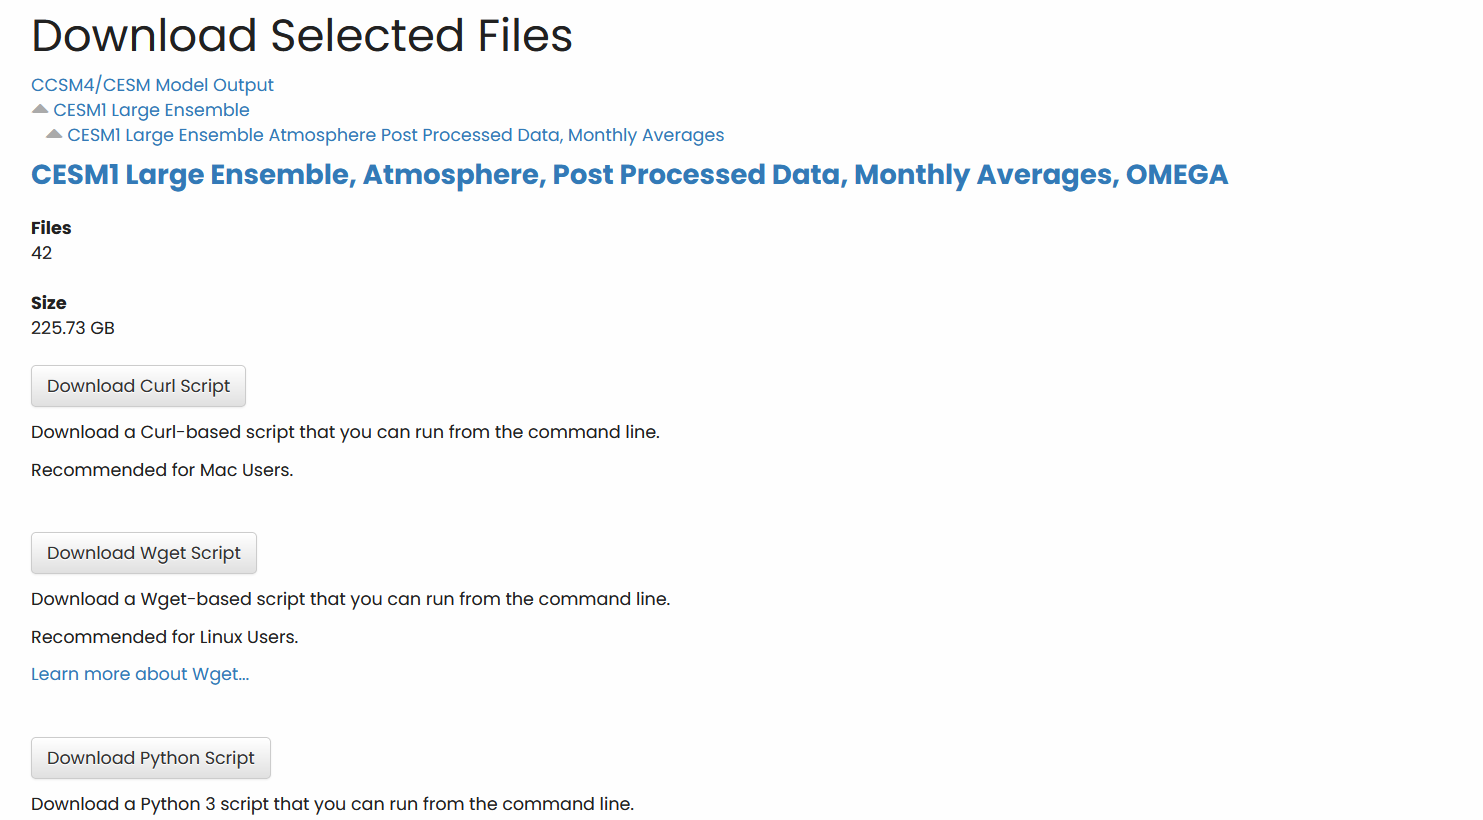 Download Selected Files
CCSM4/CESM Model Output
CESM1 Large Ensemble
CESM1 Large Ensemble Atmosphere Post Processed Data, Monthly Averages
CESM1 Large Ensemble, Atmosphere, Post Processed Data, Monthly Averages, OMEGA
Files
42
Size
225.73 GB
Download Curl Script
Download a Curl-based script that you can run from the command line.
Recommended for Mac Users.
Download Wget Script
Download a Wget-based script that you can run from the command line.
Recommended for Linux Users.
Learn more about Wget...
Download Python Script
Download a Python 3 script that you can run from the command line.